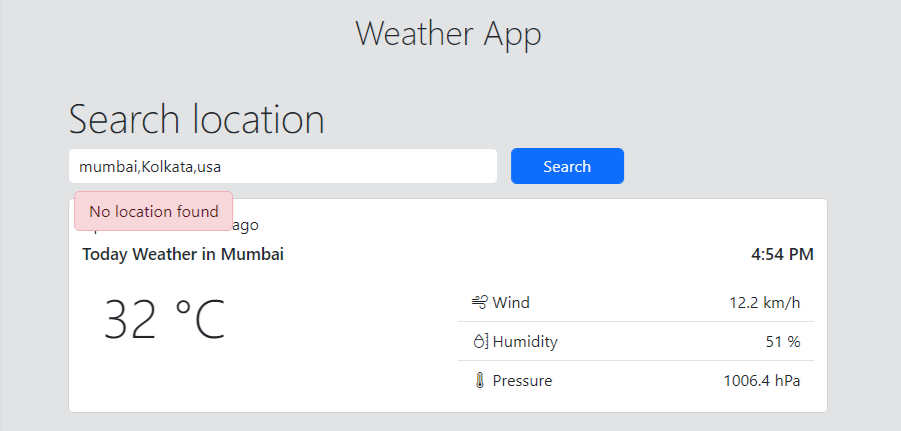 Weather App
Search location
mumbai,Kolkata,usa
Search
No location found
ago
Today Weather in Mumbai
4:54 PM
32 °C
Wind
12.2 km/h
Humidity
51 %
Pressure
1006.4 hPa